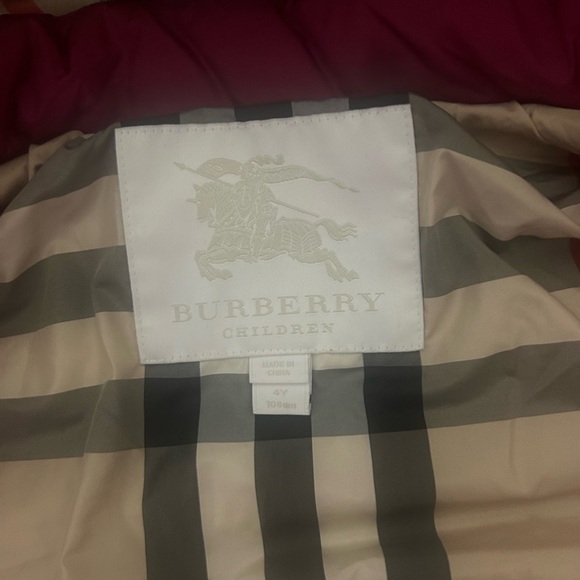 BURBERRY
CHILDREN
MADE IN
CHINA
4Y
104cm